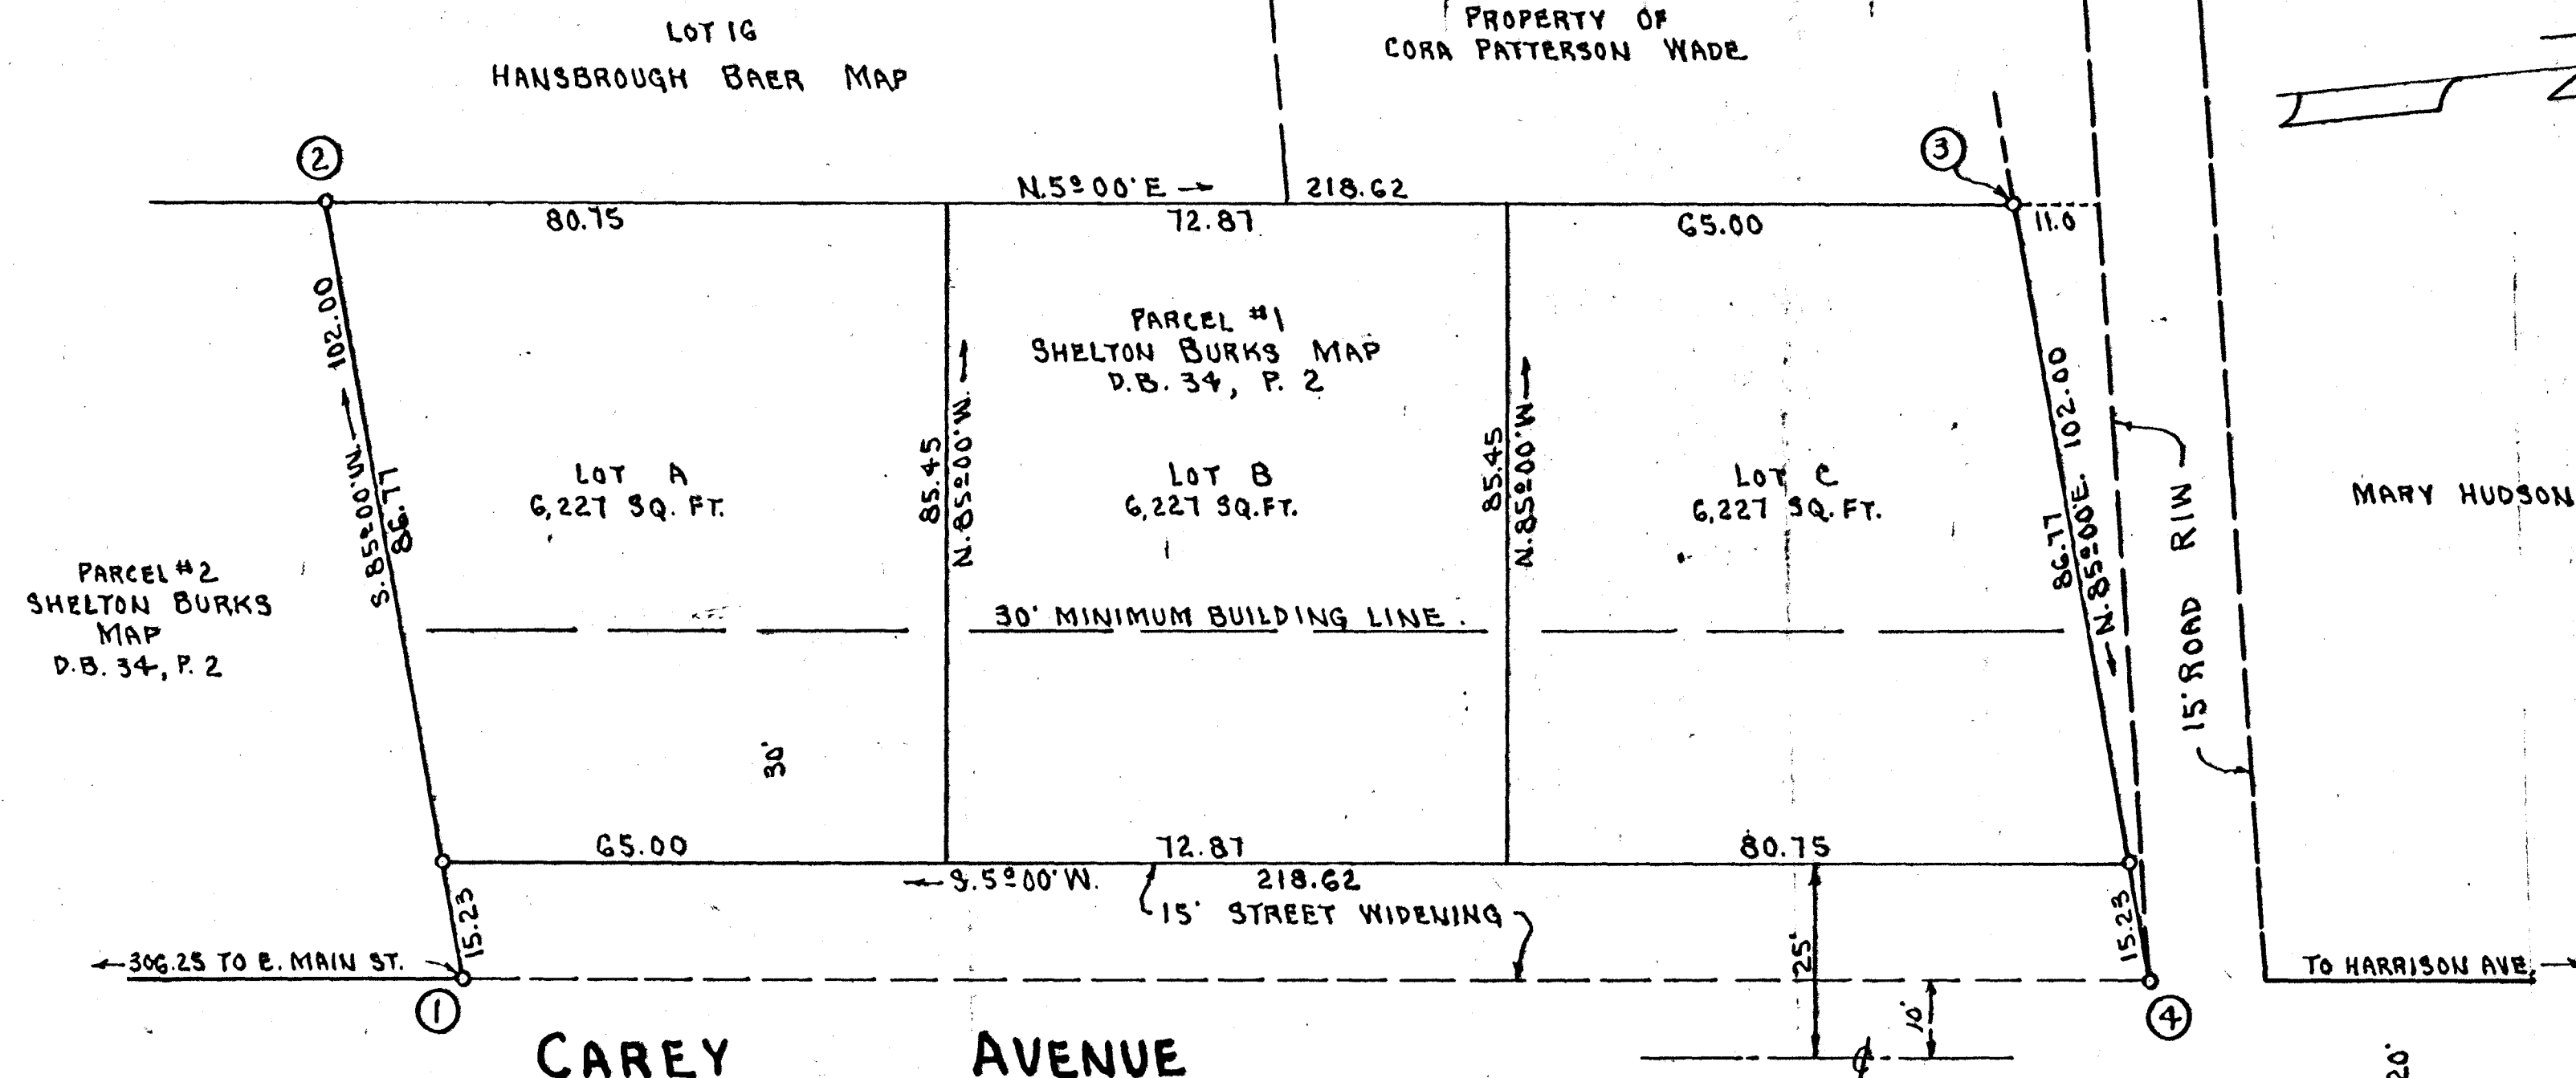 LOT 16
HANSBROUGH BAER MAP
PROPERTY OF
CORA PATTERSON WADE
2
3
N.5º00'E → 218.62
80.75
72.87
65.00
11.0
S.85º00'W. → 102.00
86.77
PARCEL #1
SHELTON BURKS MAP
D.B. 34, P. 2
85.45
N.85º00'W. →
85.45
N.85º00'W →
86.77 102.00
← N.85º00'E.
LOT A
6,227 SQ. FT.
LOT B
6,227 SQ.FT.
LOT C
6,227 SQ. FT.
15' ROAD R/W
MARY HUDSON
PARCEL #2
SHELTON BURKS
MAP
D.B. 34, P. 2
30' MINIMUM BUILDING LINE.
30'
65.00
72.87
80.75
← S.5º00'W. 218.62
15' STREET WIDENING
15.23
15.23
25'
← 306.25 TO E. MAIN ST.
TO HARRISON AVE. →
1
10'
4
CAREY AVENUE
℄
20'